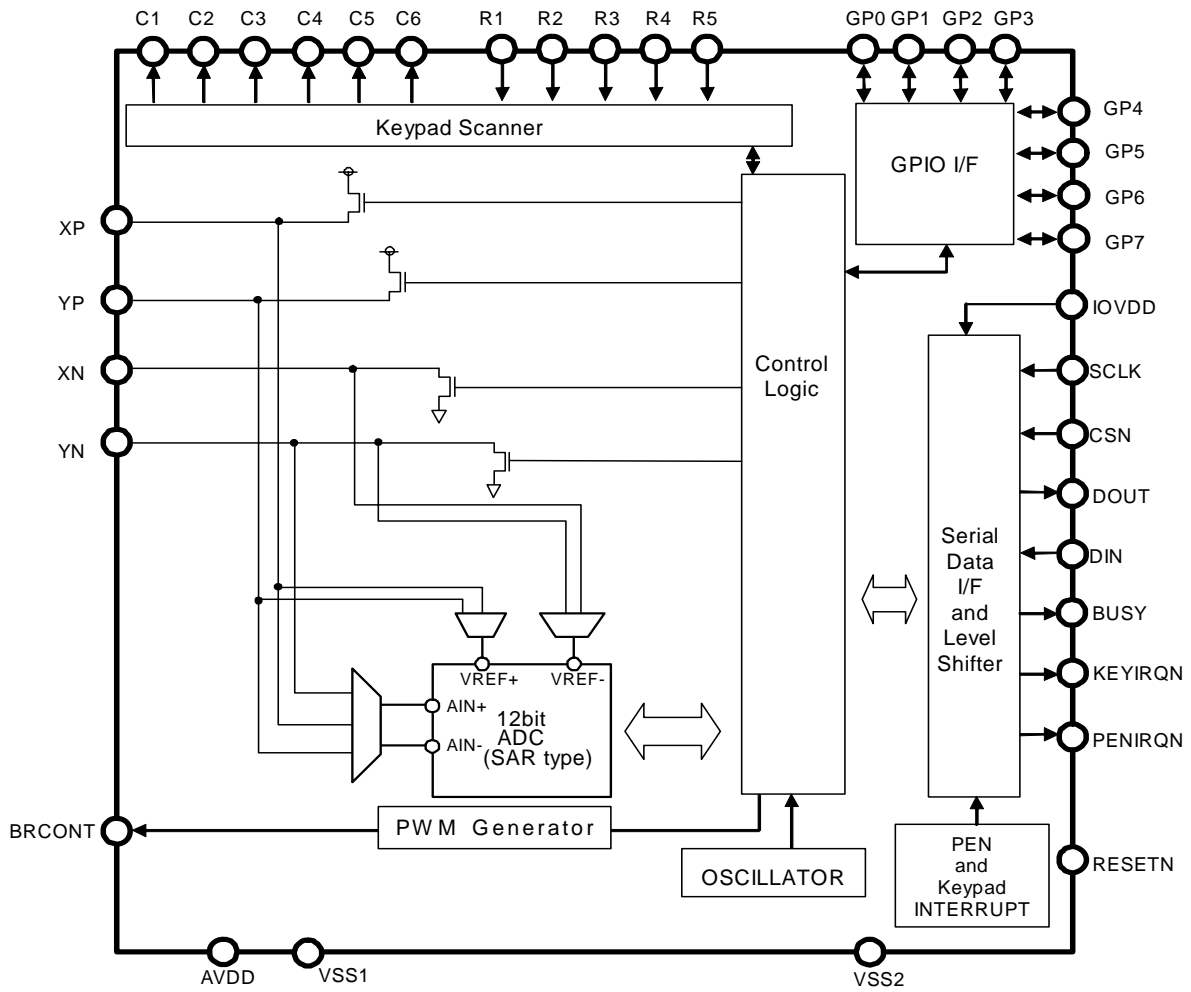 C1 C2 C3 C4 C5 C6 R1 R2 R3 R4 R5 GP0 GP1 GP2 GP3
Keypad Scanner
GPIO I/F
GP4
GP5
GP6
GP7
XP
YP
XN
YN
IOVDD
SCLK
CSN
DOUT
DIN
BUSY
KEYIRQN
PENIRQN
Control
Logic
Serial
Data
I/F
and
Level
Shifter
VREF+ VREF-
AIN+
AIN-
12bit
ADC
(SAR type)
BRCONT
PWM Generator
OSCILLATOR
PEN
and
Keypad
INTERRUPT
RESETN
AVDD
VSS1
VSS2